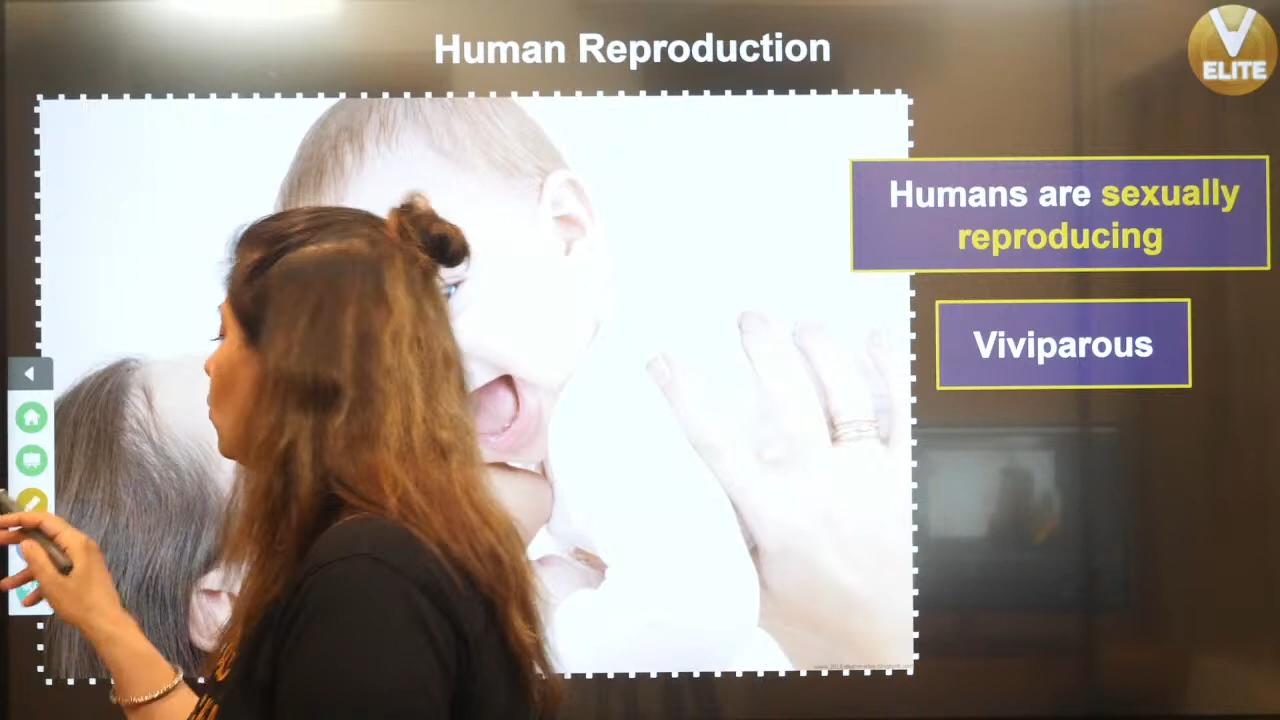 Human Reproduction
V
ELITE
Humans are sexually
reproducing
Viviparous